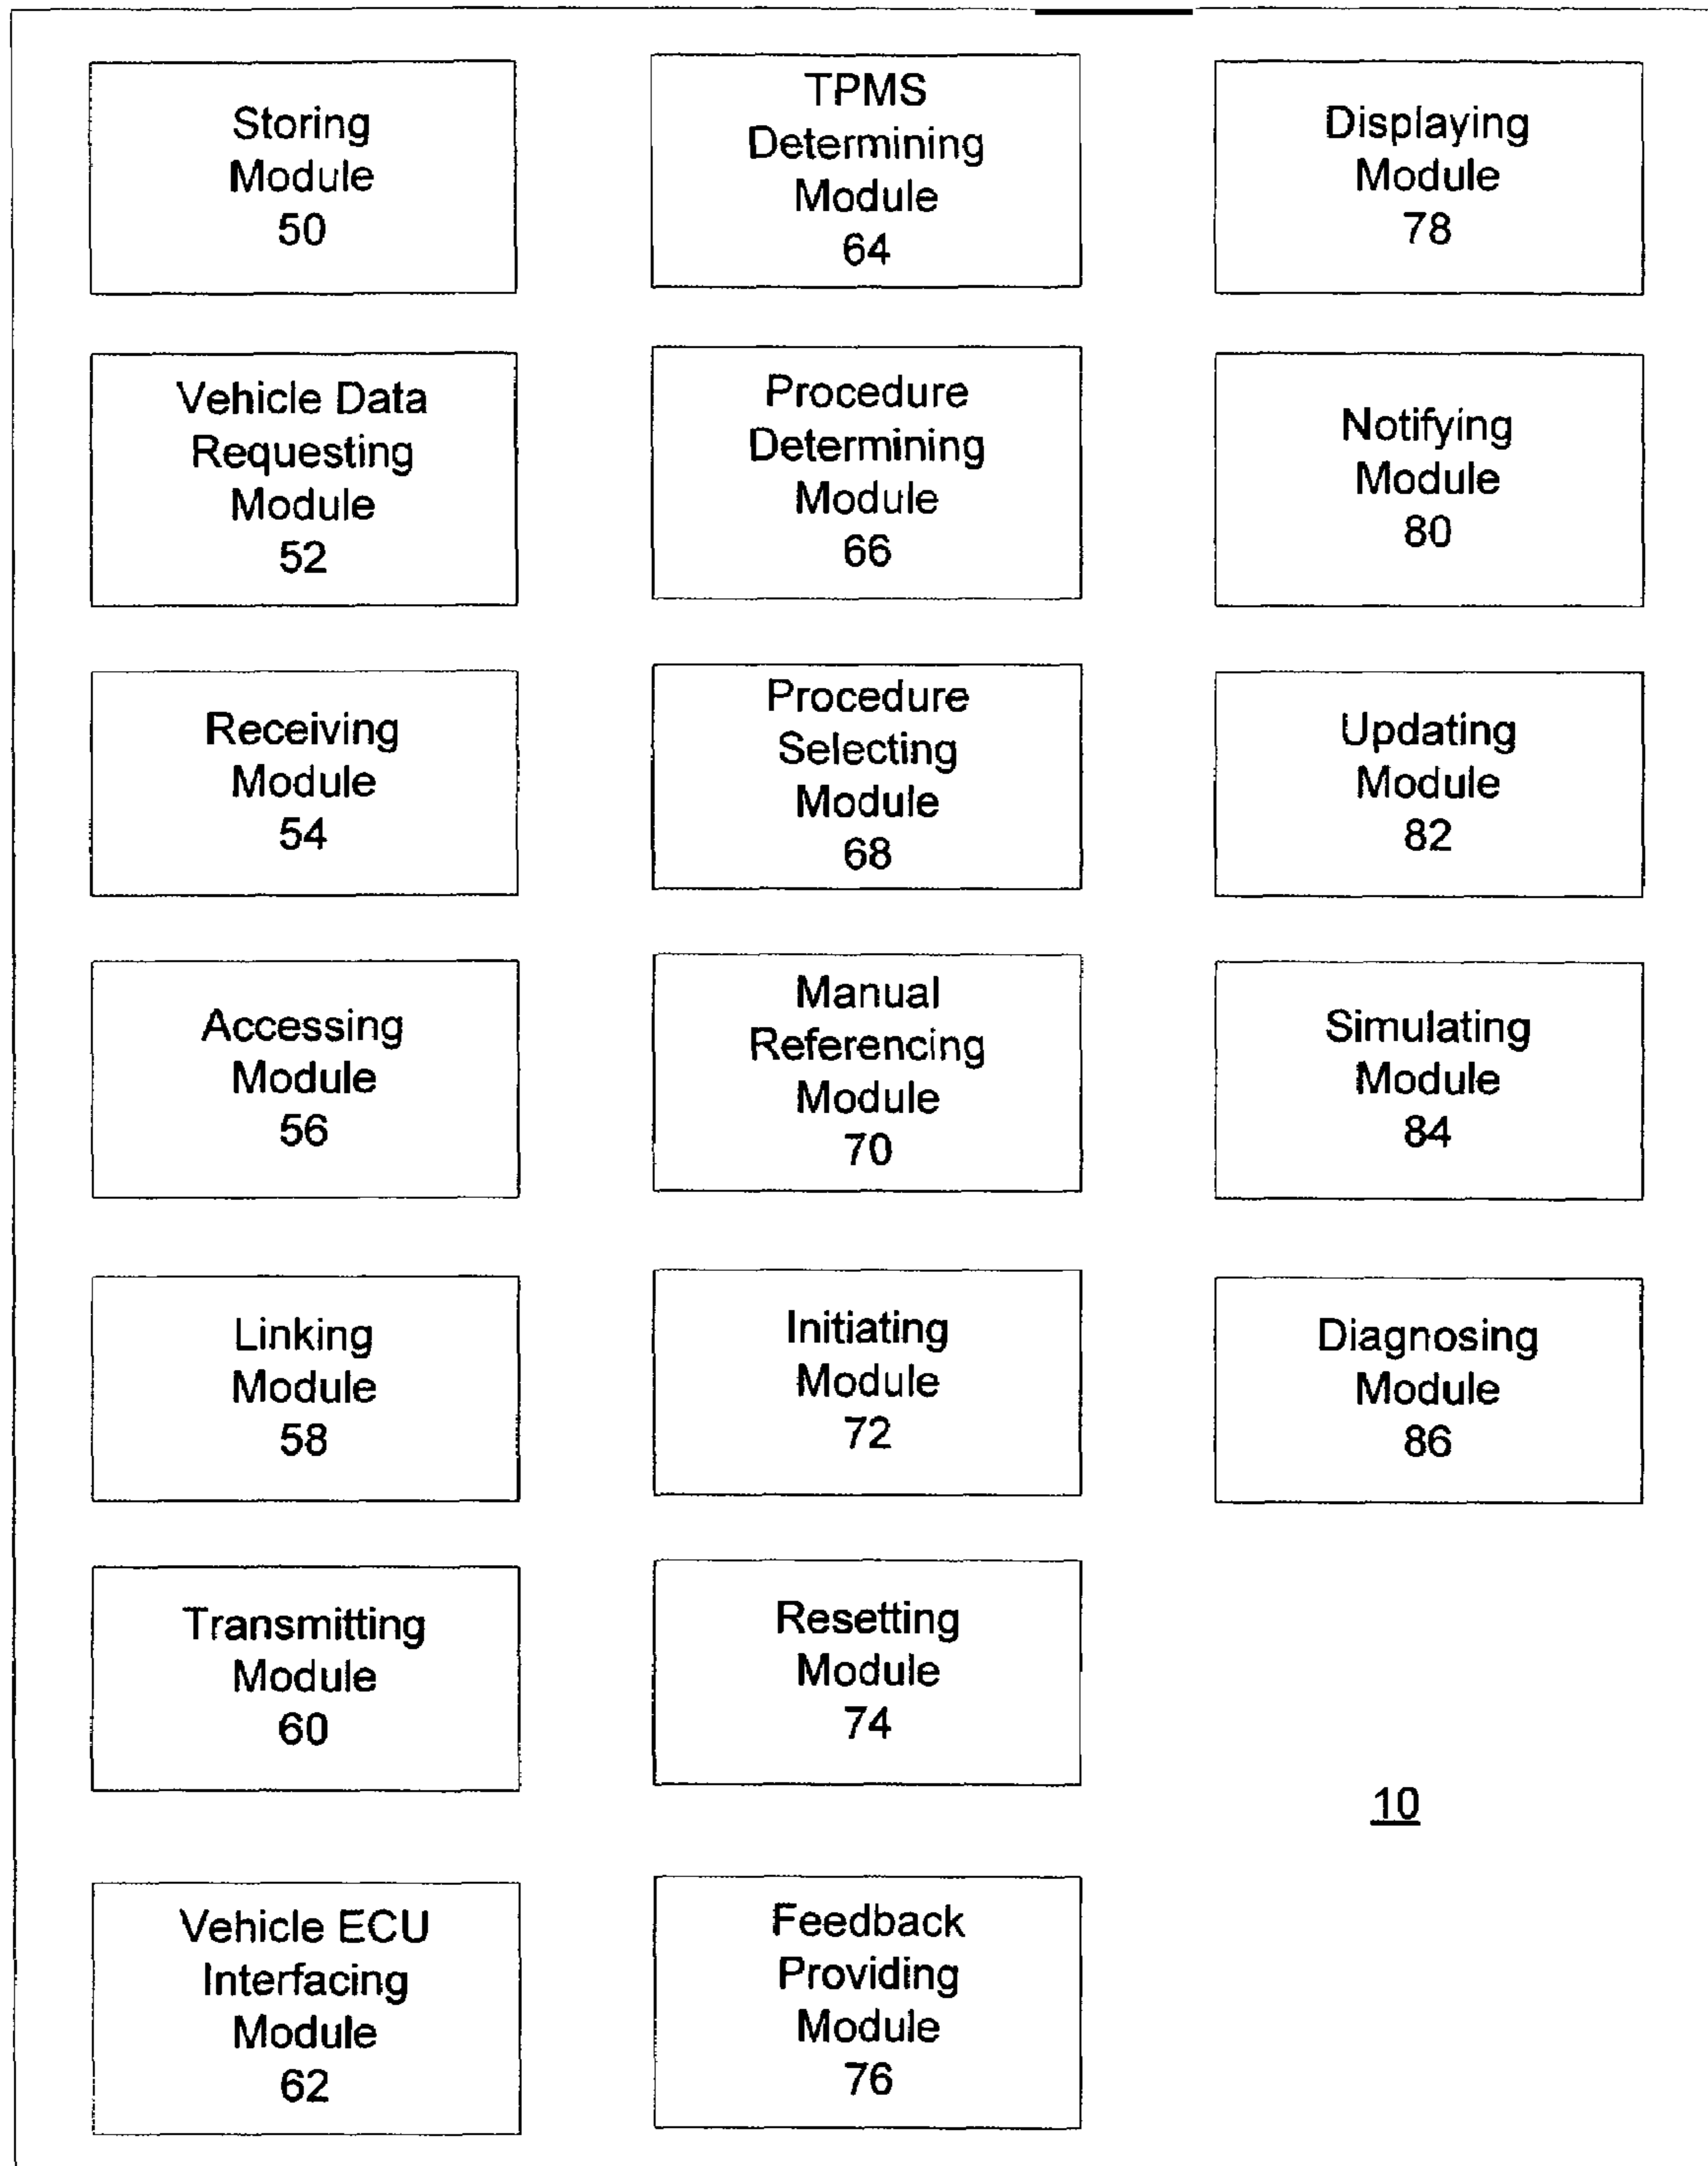 Storing
Module
50
Vehicle Data
Requesting
Module
52
Receiving
Module
54
Accessing
Module
56
Linking
Module
58
Transmitting
Module
60
Vehicle ECU
Interfacing
Module
62
TPMS
Determining
Module
64
Procedure
Determining
Module
66
Procedure
Selecting
Module
68
Manual
Referencing
Module
70
Initiating
Module
72
Resetting
Module
74
Feedback
Providing
Module
76
Displaying
Module
78
Notifying
Module
80
Updating
Module
82
Simulating
Module
84
Diagnosing
Module
86
10